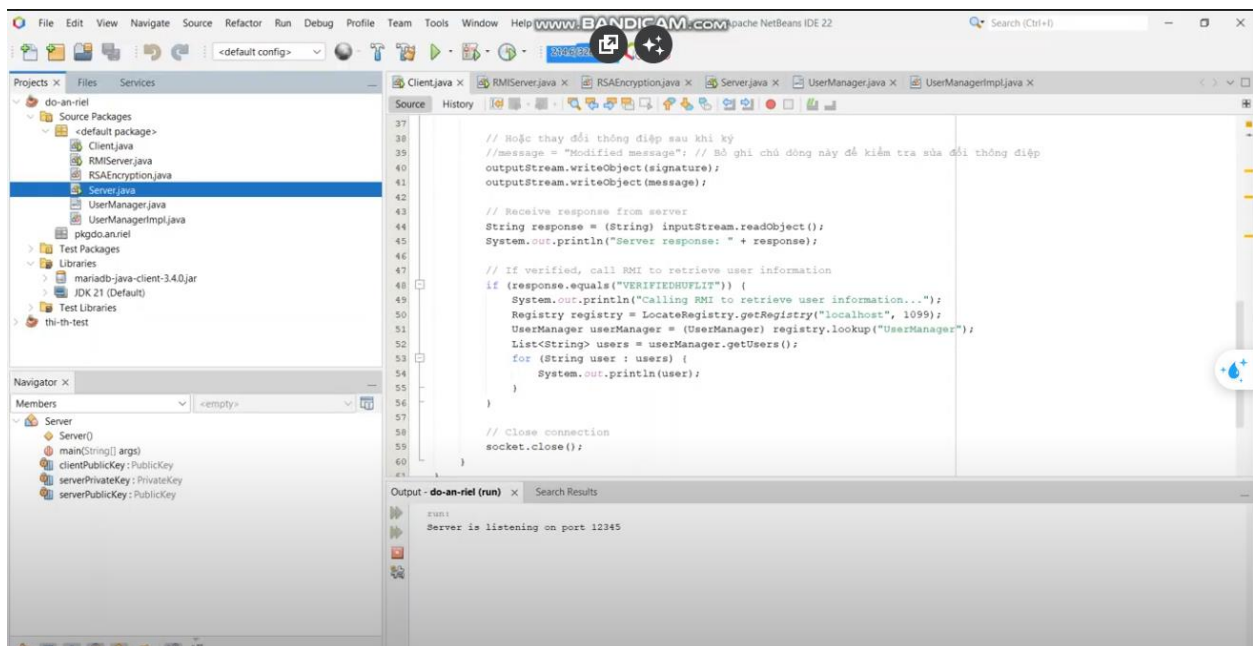 File Edit View Navigate Source Refactor Run Debug Profile Team Tools Window Help www.BANDICAM.com pache NetBeans IDE 22 Search (Ctrl+I)
<default config>
Projects Files Services
do-an-riel
Source Packages
<default package>
Client.java
RMIServer.java
RSAEncryption.java
Server.java
UserManager.java
UserManagerImpl.java
pkgdo.an.riel
Test Packages
Libraries
mariadb-java-client-3.4.0.jar
JDK 21 (Default)
Test Libraries
thi-th-test
Navigator
Members <empty>
Server
Server()
main(String[] args)
clientPublicKey : PublicKey
serverPrivateKey : PrivateKey
serverPublicKey : PublicKey
Client.java RMIServer.java RSAEncryption.java Server.java UserManager.java UserManagerImpl.java
Source History
37
38 // Hoặc thay đổi thông điệp sau khi ký
39 //message = "Modified message"; // Bỏ ghi chú dòng này để kiểm tra sửa đổi thông điệp
40 outputStream.writeObject(signature);
41 outputStream.writeObject(message);
42
43 // Receive response from server
44 String response = (String) inputStream.readObject();
45 System.out.println("Server response: " + response);
46
47 // If verified, call RMI to retrieve user information
48 if (response.equals("VERIFIEDHUFLIT")) {
49 System.out.println("Calling RMI to retrieve user information...");
50 Registry registry = LocateRegistry.getRegistry("localhost", 1099);
51 UserManager userManager = (UserManager) registry.lookup("UserManager");
52 List<String> users = userManager.getUsers();
53 for (String user : users) {
54 System.out.println(user);
55 }
56 }
57
58 // Close connection
59 socket.close();
60 }
61 }
Output - do-an-riel (run) Search Results
run:
Server is listening on port 12345